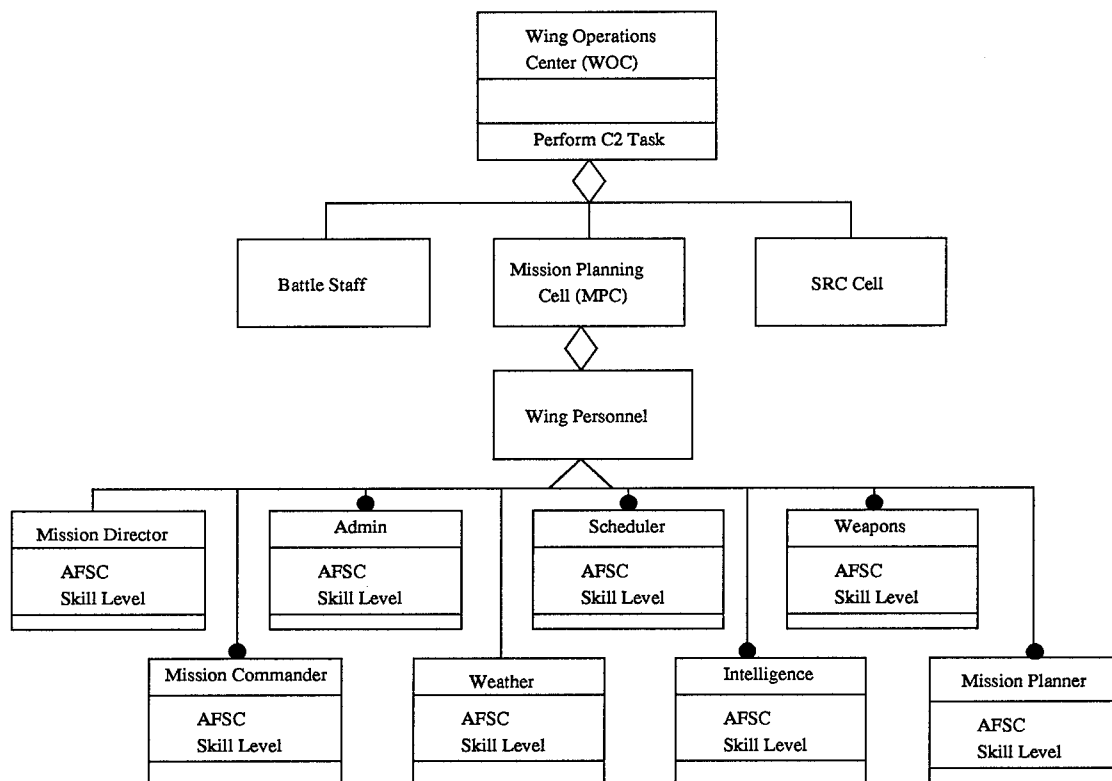 Wing Operations
Center (WOC)
Perform C2 Task
Battle Staff
Mission Planning
Cell (MPC)
SRC Cell
Wing Personnel
Mission Director
AFSC
Skill Level
Admin
AFSC
Skill Level
Scheduler
AFSC
Skill Level
Weapons
AFSC
Skill Level
Mission Commander
AFSC
Skill Level
Weather
AFSC
Skill Level
Intelligence
AFSC
Skill Level
Mission Planner
AFSC
Skill Level